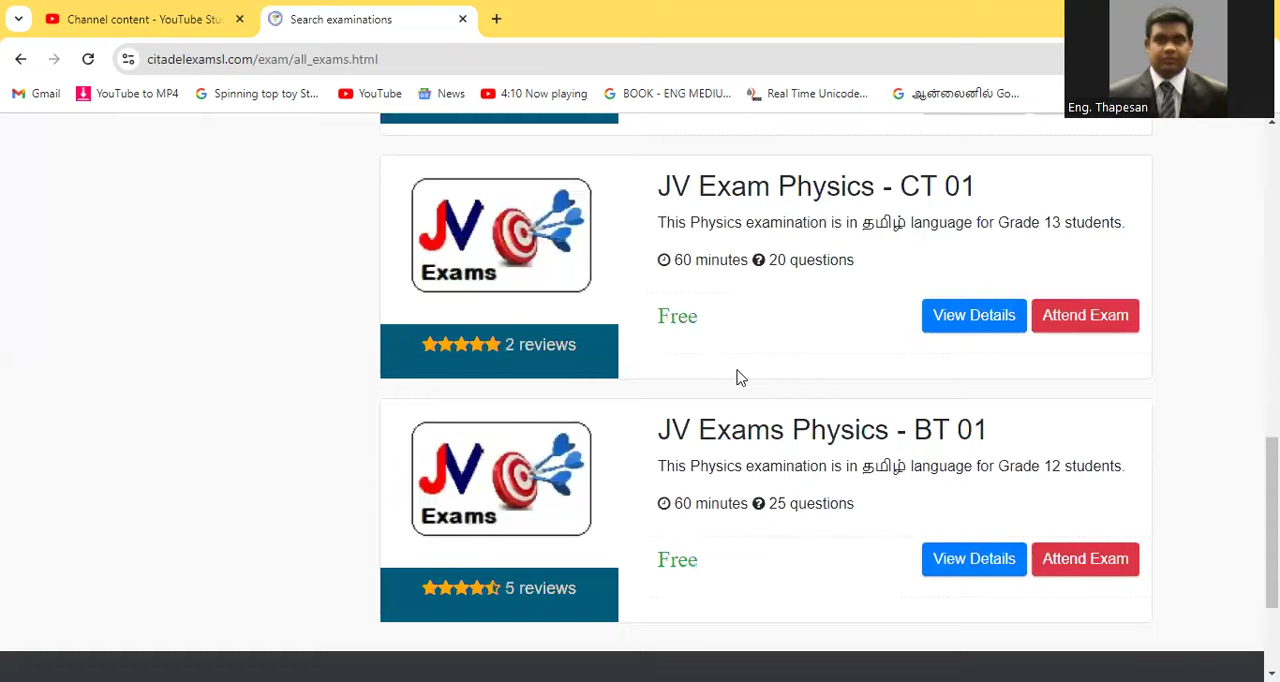 Channel content - YouTube Stu
Search examinations
citadelexamsl.com/exam/all_exams.html
Gmail
YouTube to MP4
Spinning top toy St...
YouTube
News
4:10 Now playing
BOOK - ENG MEDIU...
Real Time Unicode...
ஆன்லைனில் Go...
Eng. Thapesan
JV Exam Physics - CT 01
This Physics examination is in தமிழ் language for Grade 13 students.
60 minutes 20 questions
JV
Exams
Free
View Details
Attend Exam
2 reviews
JV Exams Physics - BT 01
This Physics examination is in தமிழ் language for Grade 12 students.
60 minutes 25 questions
JV
Exams
Free
View Details
Attend Exam
5 reviews